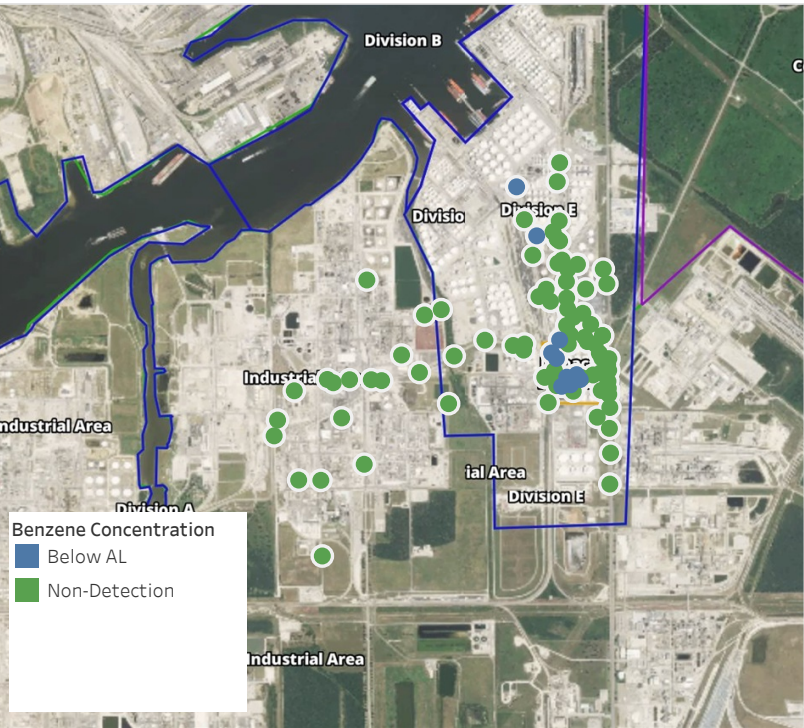 Division B
C
Divisio
Division E
Industrial
ndustrial Area
ial Area
Division E
Division A
Benzene Concentration
Below AL
Non-Detection
Industrial Area